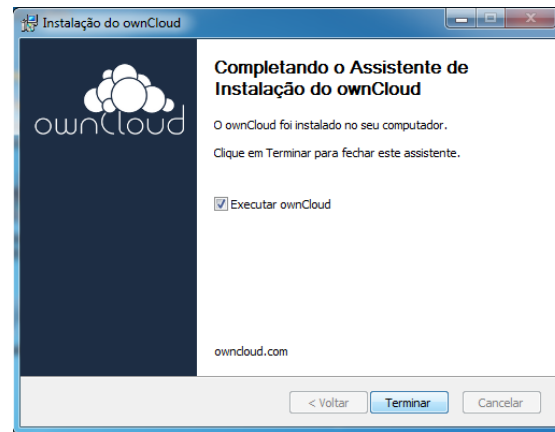 Instalação do ownCloud
ownCloud
Completando o Assistente de
Instalação do ownCloud
O ownCloud foi instalado no seu computador.
Clique em Terminar para fechar este assistente.
Executar ownCloud
owncloud.com
< Voltar
Terminar
Cancelar